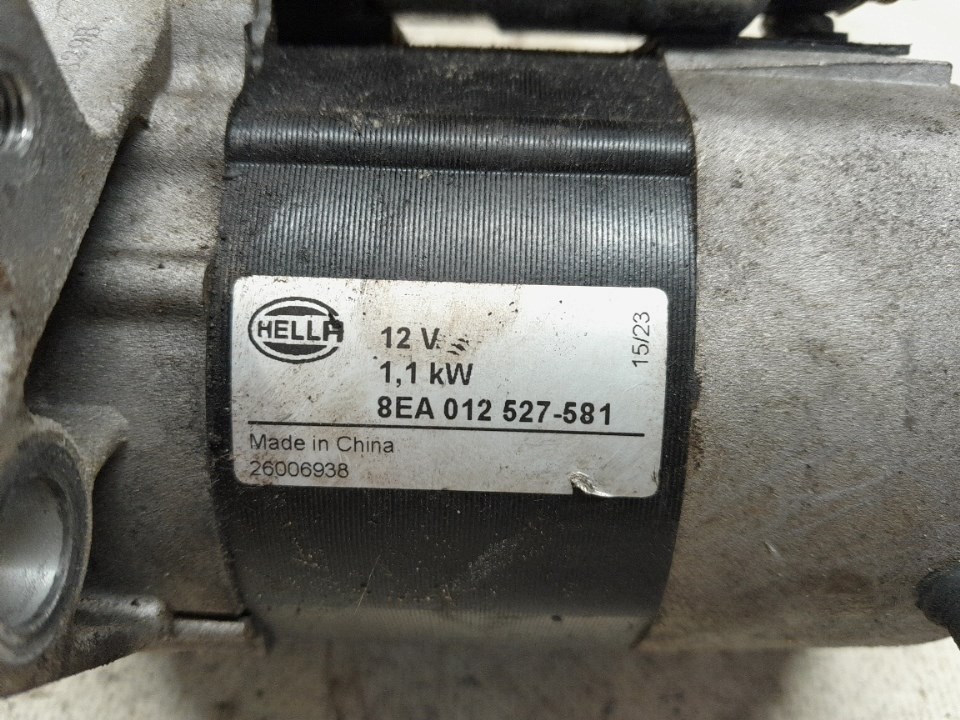 HELLA
12 V
1,1 kW
8EA 012 527-581
15/23
Made in China
26006938